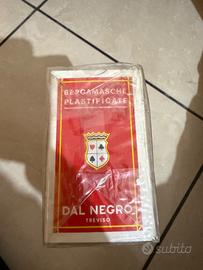 BERGAMASCHE
PLASTIFICATE
DAL NEGRO
TREVISO
subito